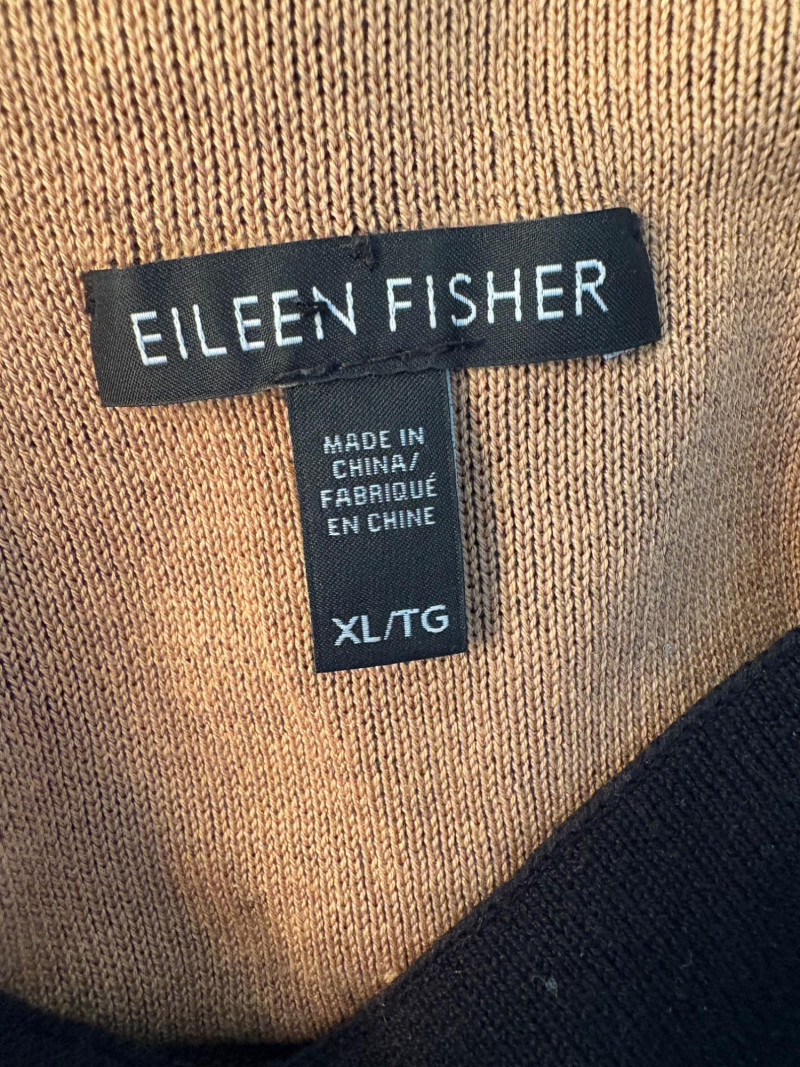 EILEEN FISHER
MADE IN
CHINA/
FABRIQUÉ
EN CHINE
XL/TG